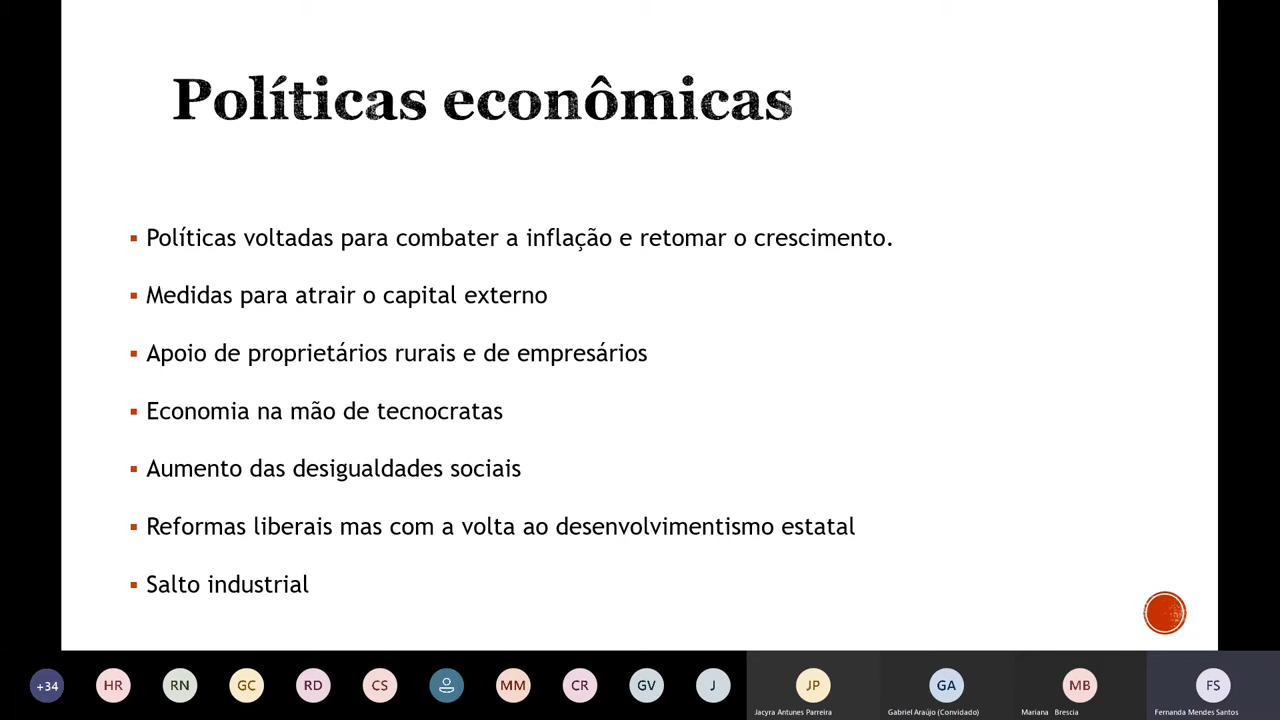 Políticas econômicas
Políticas voltadas para combater a inflação e retomar o crescimento.
Medidas para atrair o capital externo
Apoio de proprietários rurais e de empresários
Economia na mão de tecnocratas
Aumento das desigualdades sociais
Reformas liberais mas com a volta ao desenvolvimentismo estatal
Salto industrial
+34 HR RN GC RD CS MM CR GV J JP GA MB FS
Jacyra Antunes Parreira Gabriel Araújo (Convidado) Mariana Brescia Fernanda Mendes Santos